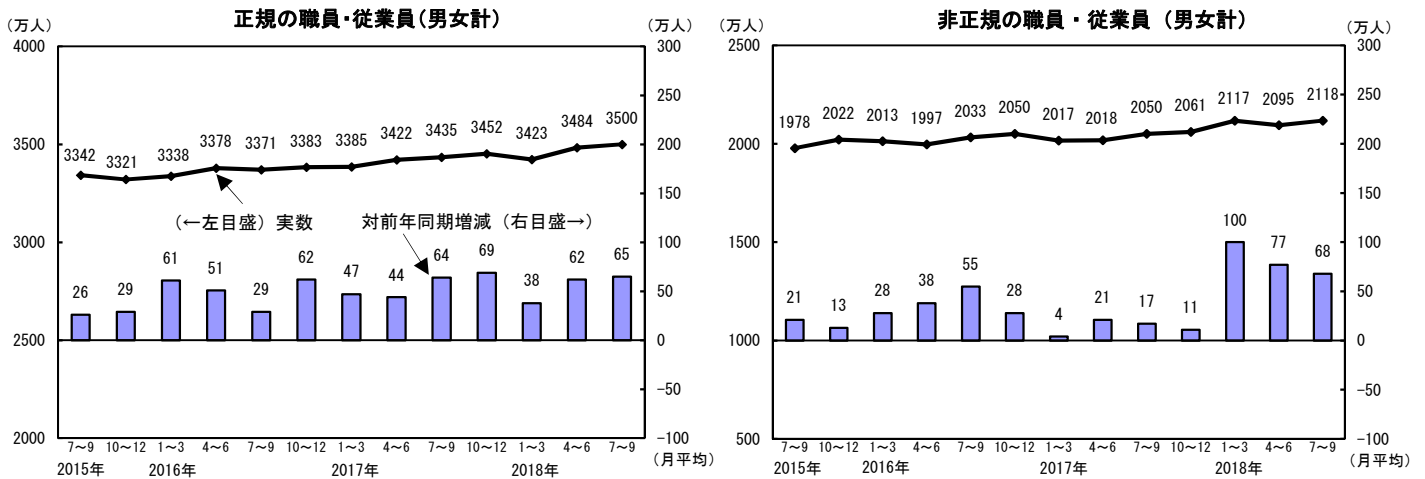 正規の職員・従業員(男女計)
(万人)
(万人)
4000
3500
3000
2500
2000
300
250
200
150
100
50
0
-50
-100
3342 3321 3338 3378 3371 3383 3385 3422 3435 3452 3423 3484 3500
(←左目盛) 実数
対前年同期増減 (右目盛→)
26 29 61 51 29 62 47 44 64 69 38 62 65
7～9 10～12 1～3 4～6 7～9 10～12 1～3 4～6 7～9 10～12 1～3 4～6 7～9
2015年 2016年 2017年 2018年
(月平均)
非正規の職員・従業員 (男女計)
(万人)
(万人)
2500
2000
1500
1000
500
300
250
200
150
100
50
0
-50
-100
1978 2022 2013 1997 2033 2050 2017 2018 2050 2061 2117 2095 2118
21 13 28 38 55 28 4 21 17 11 100 77 68
7～9 10～12 1～3 4～6 7～9 10～12 1～3 4～6 7～9 10～12 1～3 4～6 7～9
2015年 2016年 2017年 2018年
(月平均)